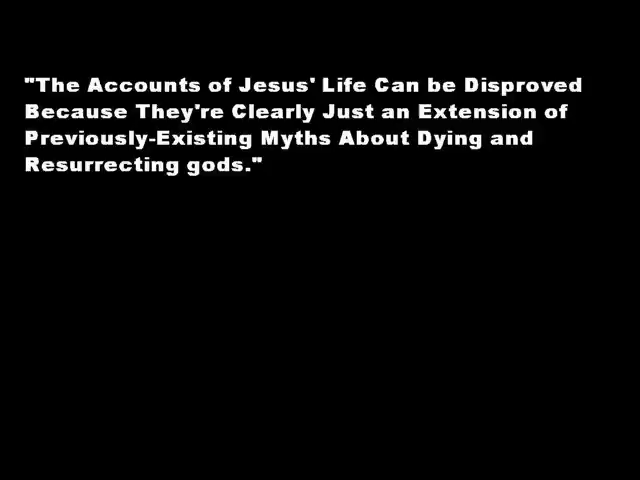 "The Accounts of Jesus' Life Can be Disproved
Because They're Clearly Just an Extension of
Previously-Existing Myths About Dying and
Resurrecting gods."